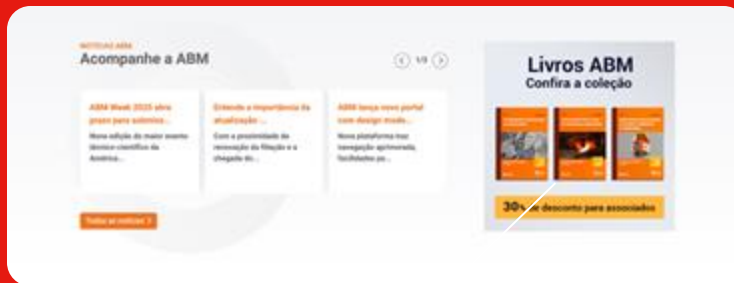 NOTÍCIAS ABM
Acompanhe a ABM
1/3
ABM Week 2025 abre
prazo para submiss...
Nova edição do maior evento
técnico-científico da
América...
Entenda a importância da
atualização ...
Com a proximidade da
renovação da filiação e a
chegada do...
ABM lança novo portal
com design mode...
Nova plataforma traz
navegação aprimorada,
facilidades pa...
Todas as notícias
Livros ABM
Confira a coleção
30% de desconto para associados